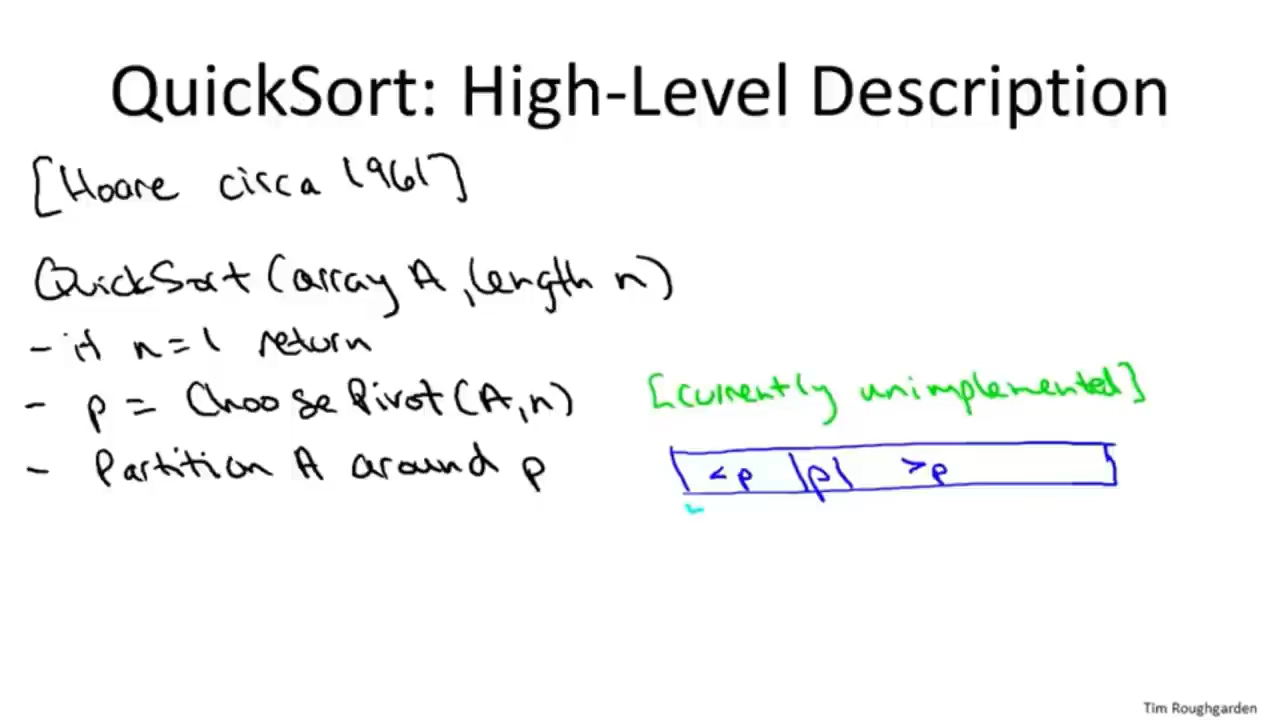 QuickSort: High-Level Description
[Hoare circa 1961]
QuickSort (array A, length n)
- if n=1 return
- p = ChoosePivot(A,n) [currently unimplemented]
- Partition A around p
<p |p| >p
Tim Roughgarden